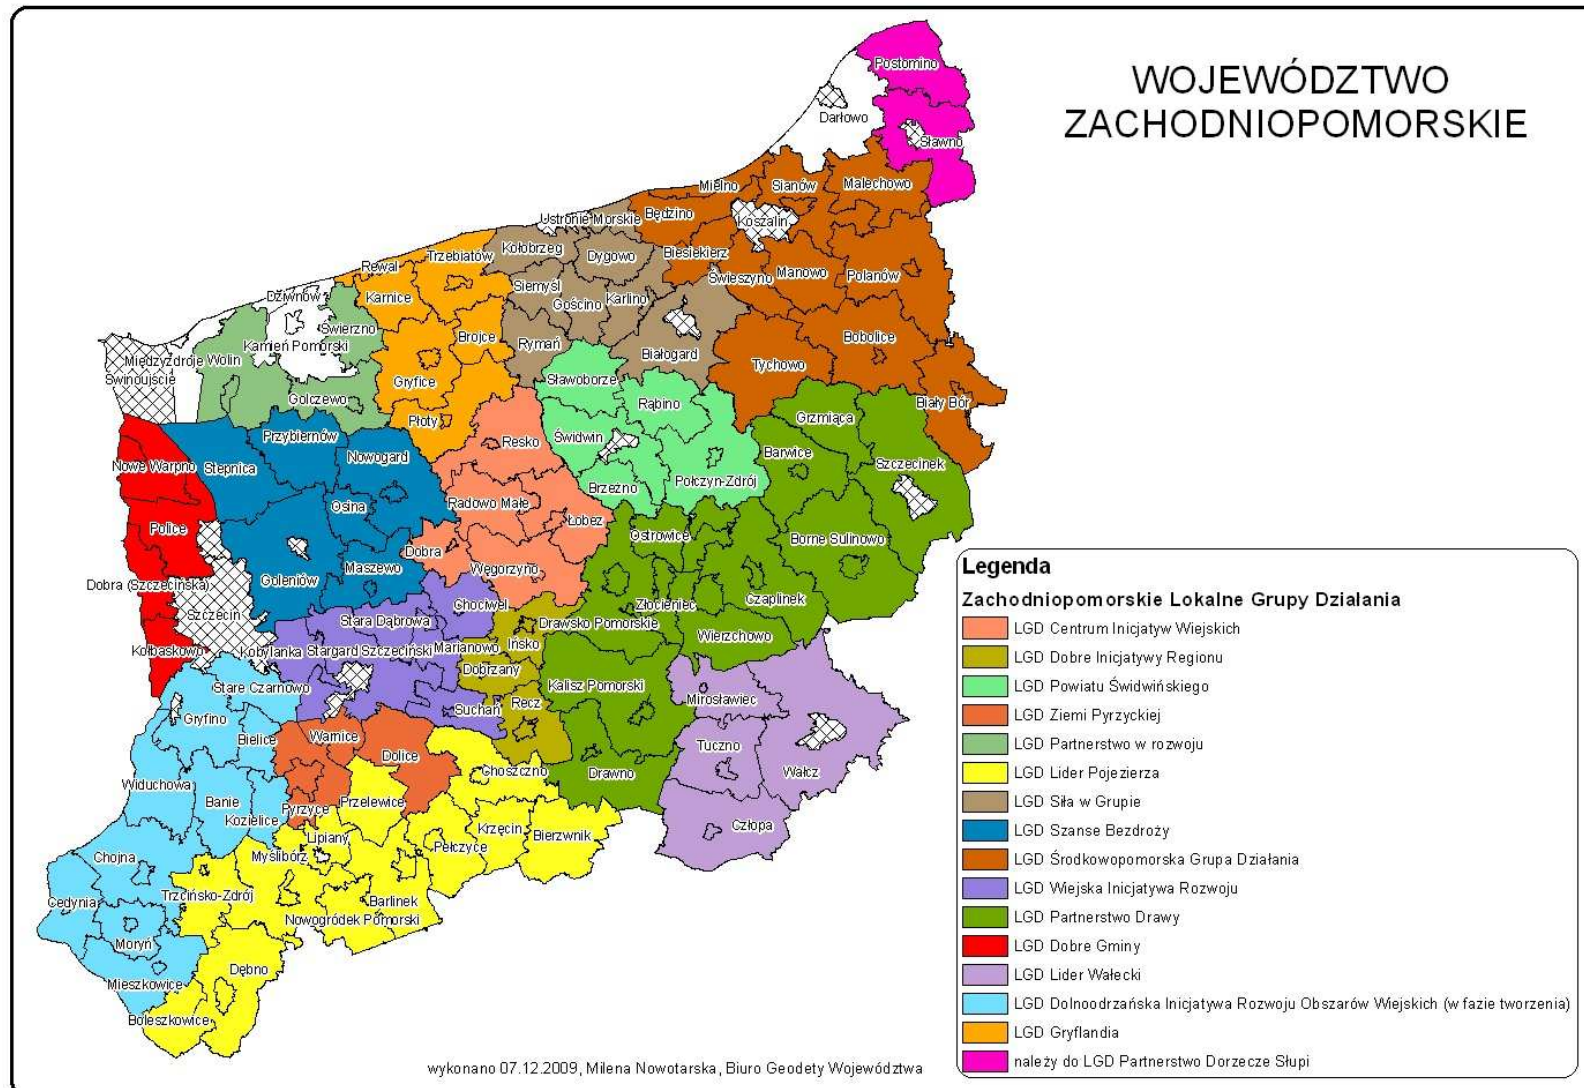 WOJEWÓDZTWO
ZACHODNIOPOMORSKIE
Postomino
Darłowo
Sławno
Mielno
Sianów
Malechowo
Ustronie Morskie
Będzino
Koszalin
Kołobrzeg
Dygowo
Biesiekierz
Trzebiatów
Rewal
Świeszyno
Manowo
Polanów
Siemyśl
Karnice
Gościno
Karlino
Dziwnów
Świerzno
Brojce
Rymań
Białogard
Bobolice
Kamień Pomorski
Międzyzdroje
Wolin
Świnoujście
Gryfice
Sławoborze
Tychowo
Golczewo
Rąbino
Biały Bór
Płoty
Grzmiąca
Przybiernów
Resko
Świdwin
Barwice
Nowe Warpno
Stepnica
Nowogard
Szczecinek
Połczyn-Zdrój
Brzeżno
Radowo Małe
Osina
Łobez
Police
Ostrowice
Borne Sulinowo
Dobra
Maszewo
Węgorzyno
Goleniów
Dobra (Szczecińska)
Czaplinek
Chociwel
Złocieniec
Szczecin
Stara Dąbrowa
Drawsko Pomorskie
Wierzchowo
Ińsko
Marianowo
Kołbaskowo
Kobylanka
Stargard Szczeciński
Dobrzany
Stare Czarnowo
Kalisz Pomorski
Mirosławiec
Suchań
Recz
Gryfino
Bielice
Warnice
Tuczno
Dolice
Choszczno
Drawno
Wałcz
Widuchowa
Banie
Pyrzyce
Przelewice
Kozielice
Człopa
Krzęcin
Bierzwnik
Lipiany
Pełczyce
Myślibórz
Chojna
Trzcińsko-Zdrój
Cedynia
Barlinek
Nowogródek Pomorski
Moryń
Dębno
Mieszkowice
Boleszkowice
Legenda
Zachodniopomorskie Lokalne Grupy Działania
LGD Centrum Inicjatyw Wiejskich
LGD Dobre Inicjatywy Regionu
LGD Powiatu Świdwińskiego
LGD Ziemi Pyrzyckiej
LGD Partnerstwo w rozwoju
LGD Lider Pojezierza
LGD Siła w Grupie
LGD Szanse Bezdroży
LGD Środkowopomorska Grupa Działania
LGD Wiejska Inicjatywa Rozwoju
LGD Partnerstwo Drawy
LGD Dobre Gminy
LGD Lider Wałecki
LGD Dolnoodrzańska Inicjatywa Rozwoju Obszarów Wiejskich (w fazie tworzenia)
LGD Gryflandia
należy do LGD Partnerstwo Dorzecze Słupi
wykonano 07.12.2009, Milena Nowotarska, Biuro Geodety Województwa